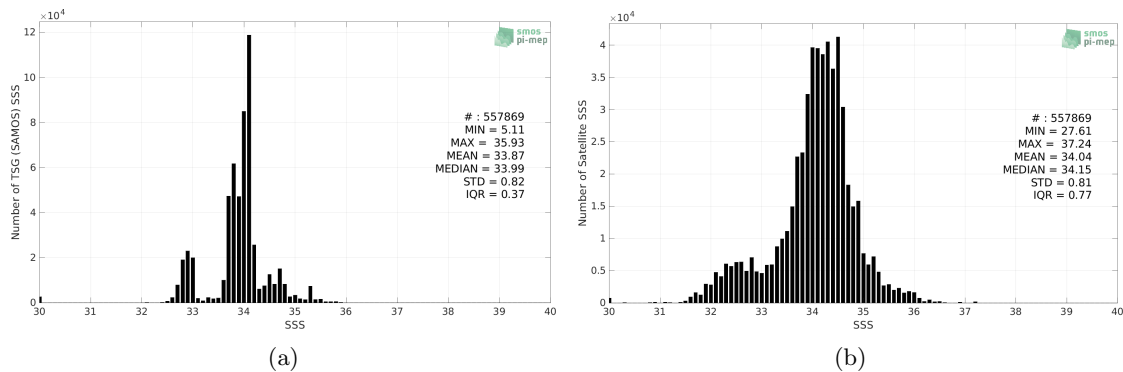 ×10⁴
12
10
8
6
4
2
0
30 31 32 33 34 35 36 37 38 39 40
SSS
Number of TSG (SAMOS) SSS
smos
pi-mep
# : 557869
MIN = 5.11
MAX = 35.93
MEAN = 33.87
MEDIAN = 33.99
STD = 0.82
IQR = 0.37
(a)
×10⁴
4
3.5
3
2.5
2
1.5
1
0.5
0
30 31 32 33 34 35 36 37 38 39 40
SSS
Number of Satellite SSS
smos
pi-mep
# : 557869
MIN = 27.61
MAX = 37.24
MEAN = 34.04
MEDIAN = 34.15
STD = 0.81
IQR = 0.77
(b)